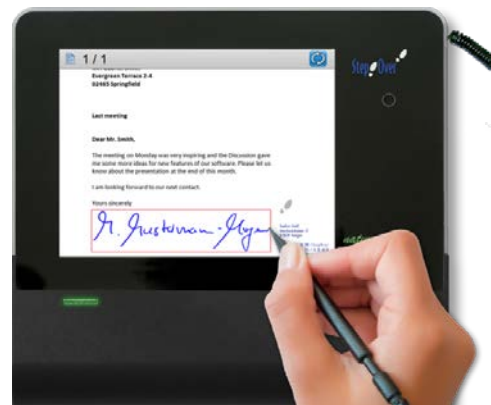 1 / 1
StepOver
Evergreen Terrace 2-4
02465 Springfield
Last meeting
Dear Mr. Smith,
The meeting on Monday was very inspiring and the Discussion gave
me some more ideas for new features of our software. Please let us
know about the presentation at the end of this month.
I am looking forward to our next contact.
Yours sincerely